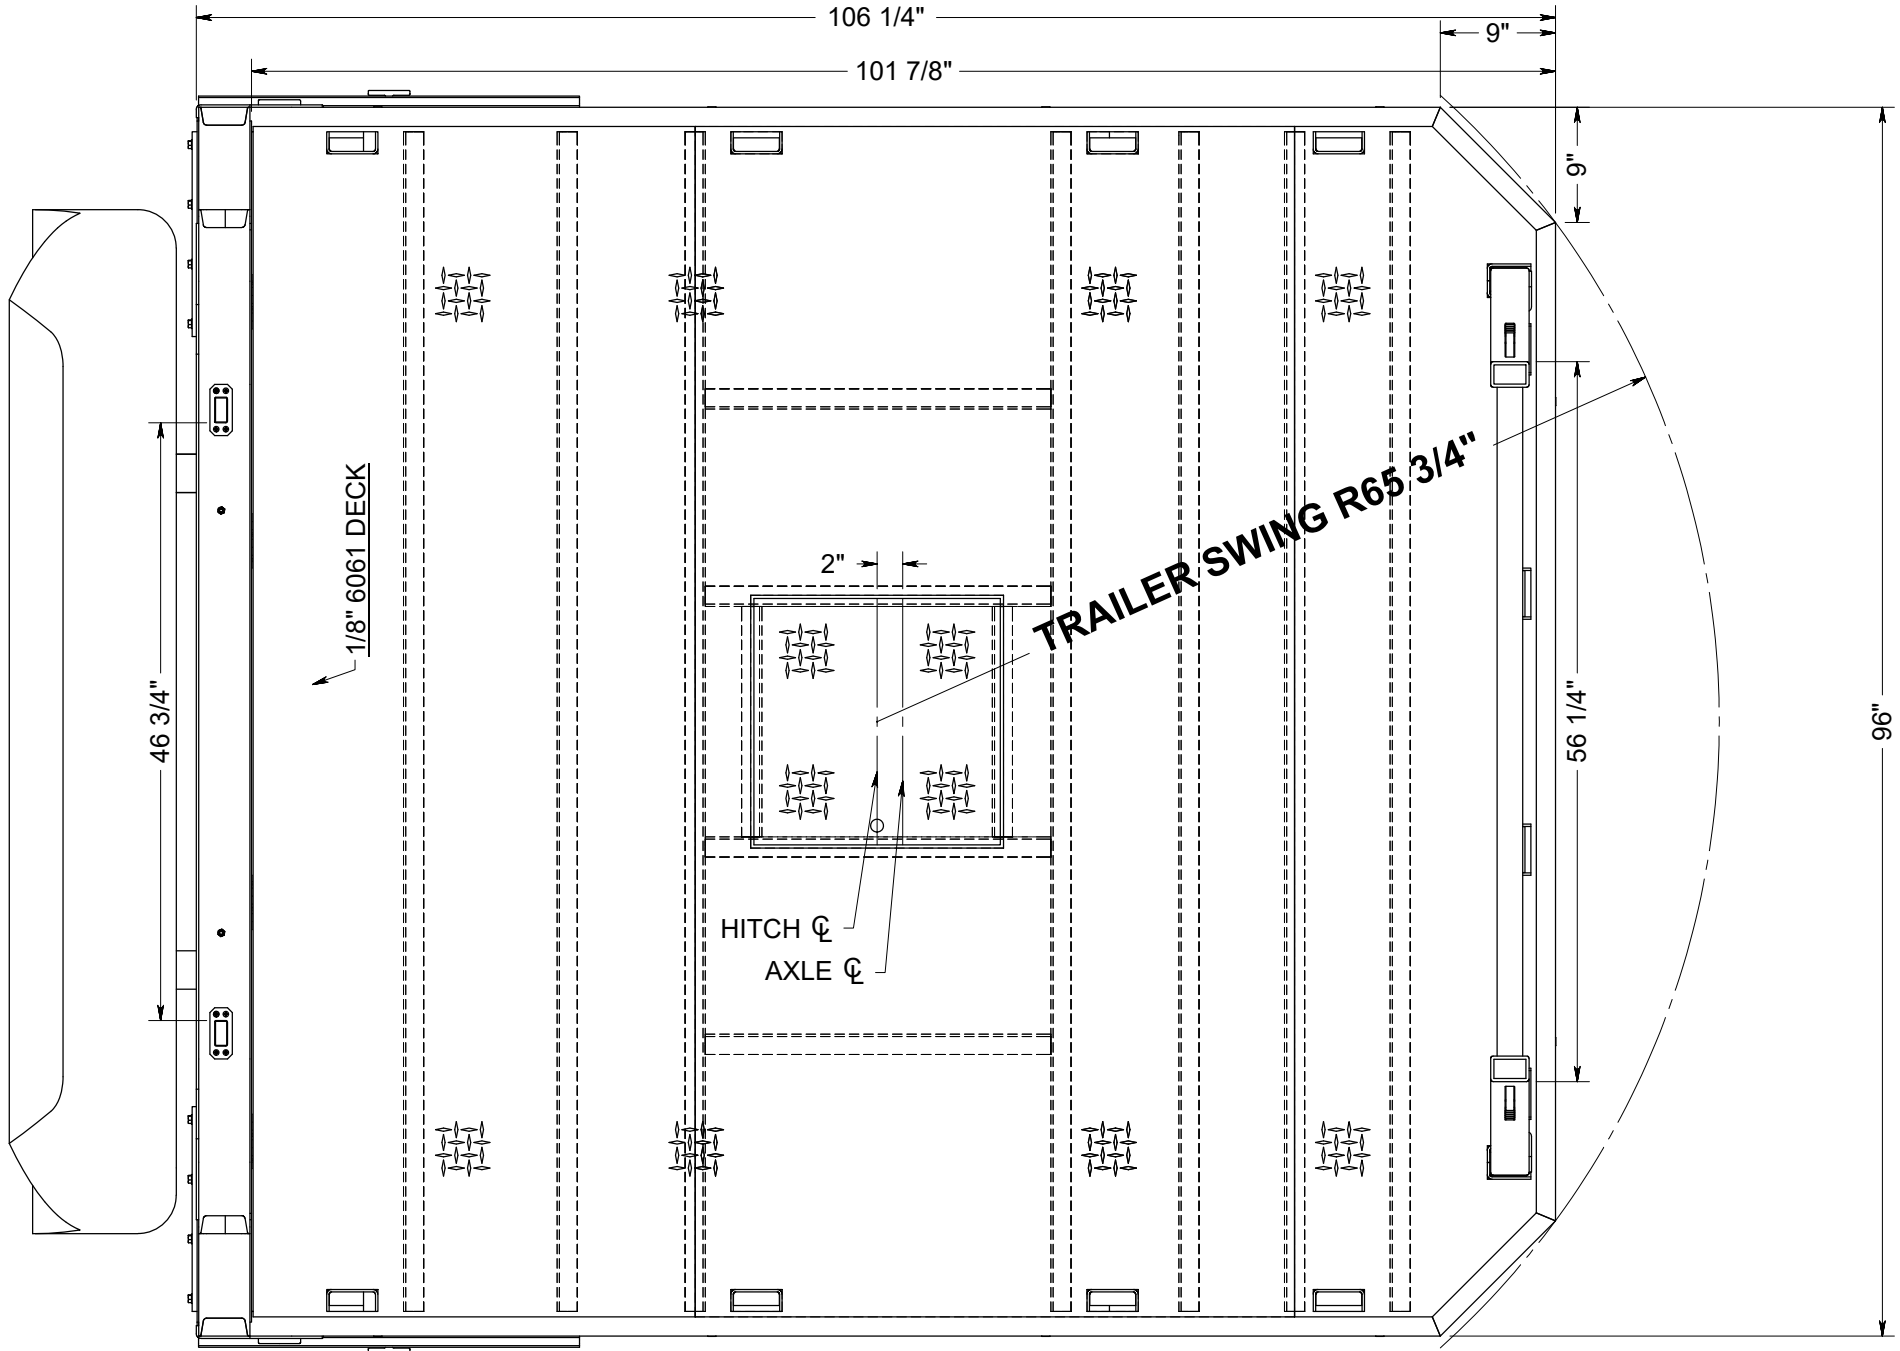 106 1/4"
9"
101 7/8"
9"
1/8" 6061 DECK
2"
TRAILER SWING R65 3/4"
46 3/4"
56 1/4"
96"
HITCH ℄
AXLE ℄